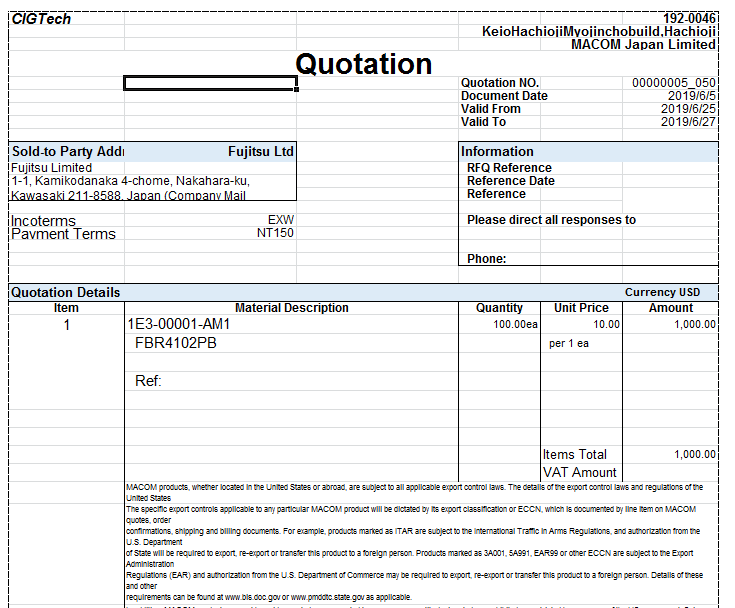 CIGTech
192-0046
KeioHachiojiMyojinchobuild,Hachioji
MACOM Japan Limited
Quotation
Quotation NO. 00000005_050
Document Date 2019/6/5
Valid From 2019/6/25
Valid To 2019/6/27
Sold-to Party Addr Fujitsu Ltd
Information
Fujitsu Limited
1-1, Kamikodanaka 4-chome, Nakahara-ku,
Kawasaki 211-8588, Japan (Company Mail
RFQ Reference
Reference Date
Reference
Incoterms EXW
Payment Terms NT150
Please direct all responses to
Phone:
Quotation Details Currency USD
Item Material Description Quantity Unit Price Amount
1 1E3-00001-AM1 100.00ea 10.00 1,000.00
FBR4102PB per 1 ea
Ref:
Items Total 1,000.00
VAT Amount
MACOM products, whether located in the United States or abroad, are subject to all applicable export control laws. The details of the export control laws and regulations of the
United States
The specific export controls applicable to any particular MACOM product will be dictated by its export classification or ECCN, which is documented by line item on MACOM
quotes, order
confirmations, shipping and billing documents. For example, products marked as ITAR are subject to the International Traffic in Arms Regulations, and authorization from the
U.S. Department
of State will be required to export, re-export or transfer this product to a foreign person. Products marked as 3A001, 5A991, EAR99 or other ECCN are subject to the Export
Administration
Regulations (EAR) and authorization from the U.S. Department of Commerce may be required to export, re-export or transfer this product to a foreign person. Details of these
and other
requirements can be found at www.bis.doc.gov or www.pmddtc.state.gov as applicable.